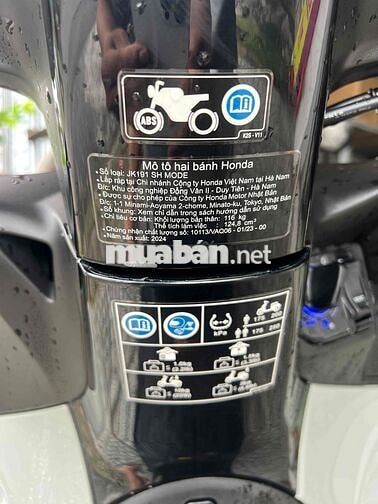 ABS
K2S - V11
Mô tô hai bánh Honda
• Số loại: JK191 SH MODE
Lắp ráp tại Chi nhánh Công ty Honda Việt Nam tại Hà Nam
Đ/c: Khu công nghiệp Đồng Văn II - Duy Tiên - Hà Nam
Được sự cho phép của Công ty Honda Motor Nhật Bản
Đ/c: 1-1 Minami-Aoyama 2-chome, Minato-ku, Tokyo, Nhật Bản
• Số khung: Xem chỉ dẫn trong sách hướng dẫn sử dụng
• Chỉ tiêu cơ bản: Khối lượng bản thân: 116 kg
Thể tích làm việc: 124,8 cm³
• Chứng nhận chất lượng số: 10113/VAQ06 - 01/23 - 00
• Năm sản xuất: 2024
muaban.net
kPa
175